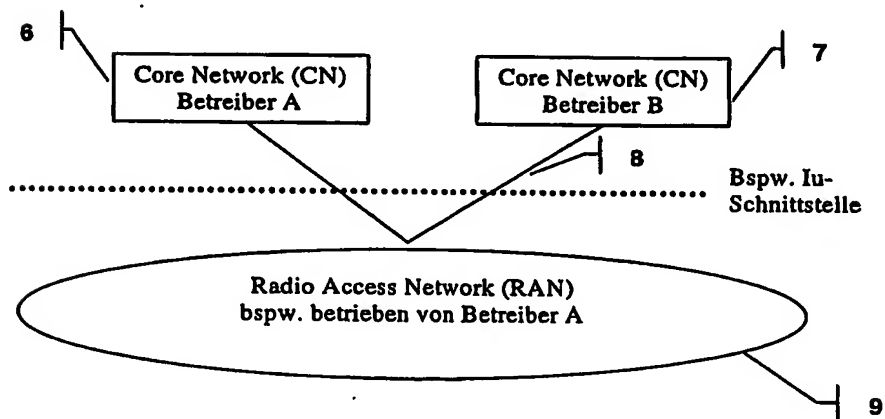 6
Core Network (CN)
Betreiber A
Core Network (CN)
Betreiber B
7
8
Bspw. Iu-
Schnittstelle
Radio Access Network (RAN)
bspw. betrieben von Betreiber A
9